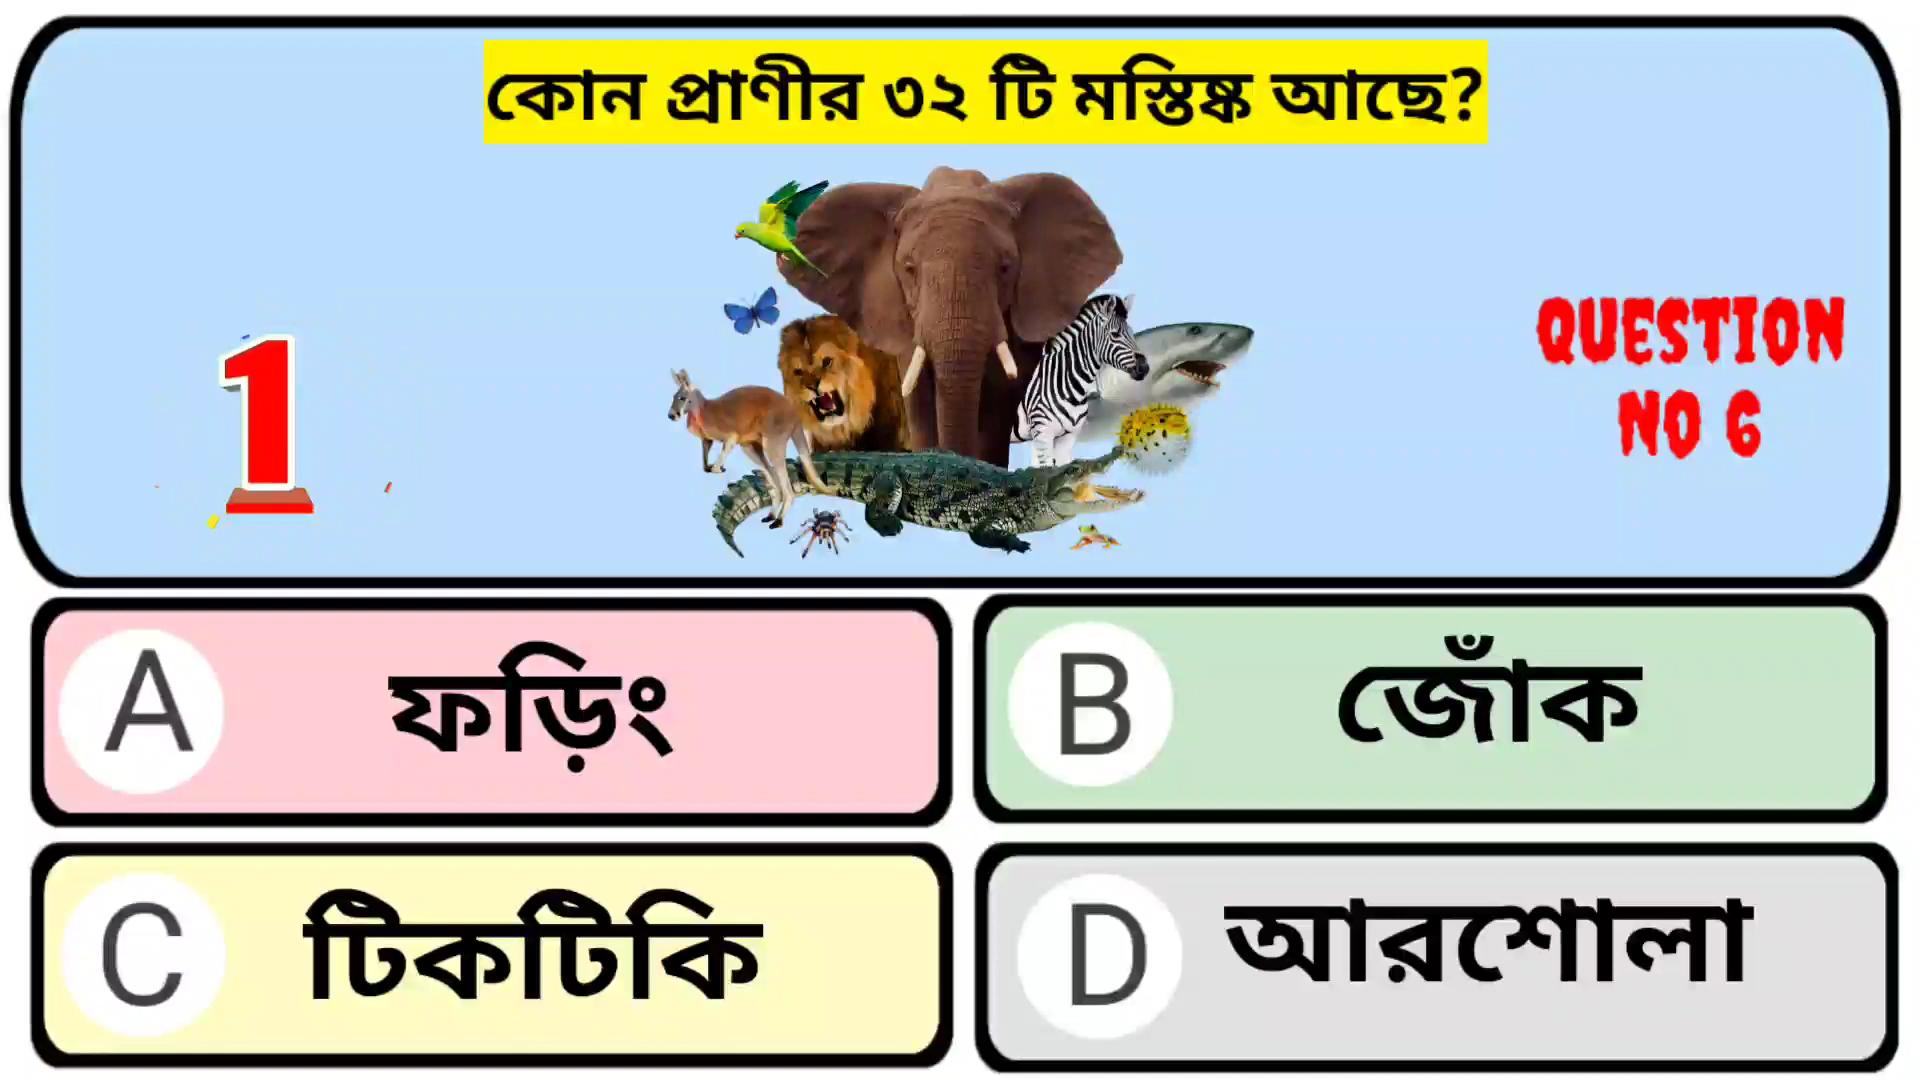 কোন প্রাণীর ৩২ টি মস্তিষ্ক আছে?
1
QUESTION
NO 6
A ফড়িং
B জোঁক
C টিকটিকি
D আরশোলা